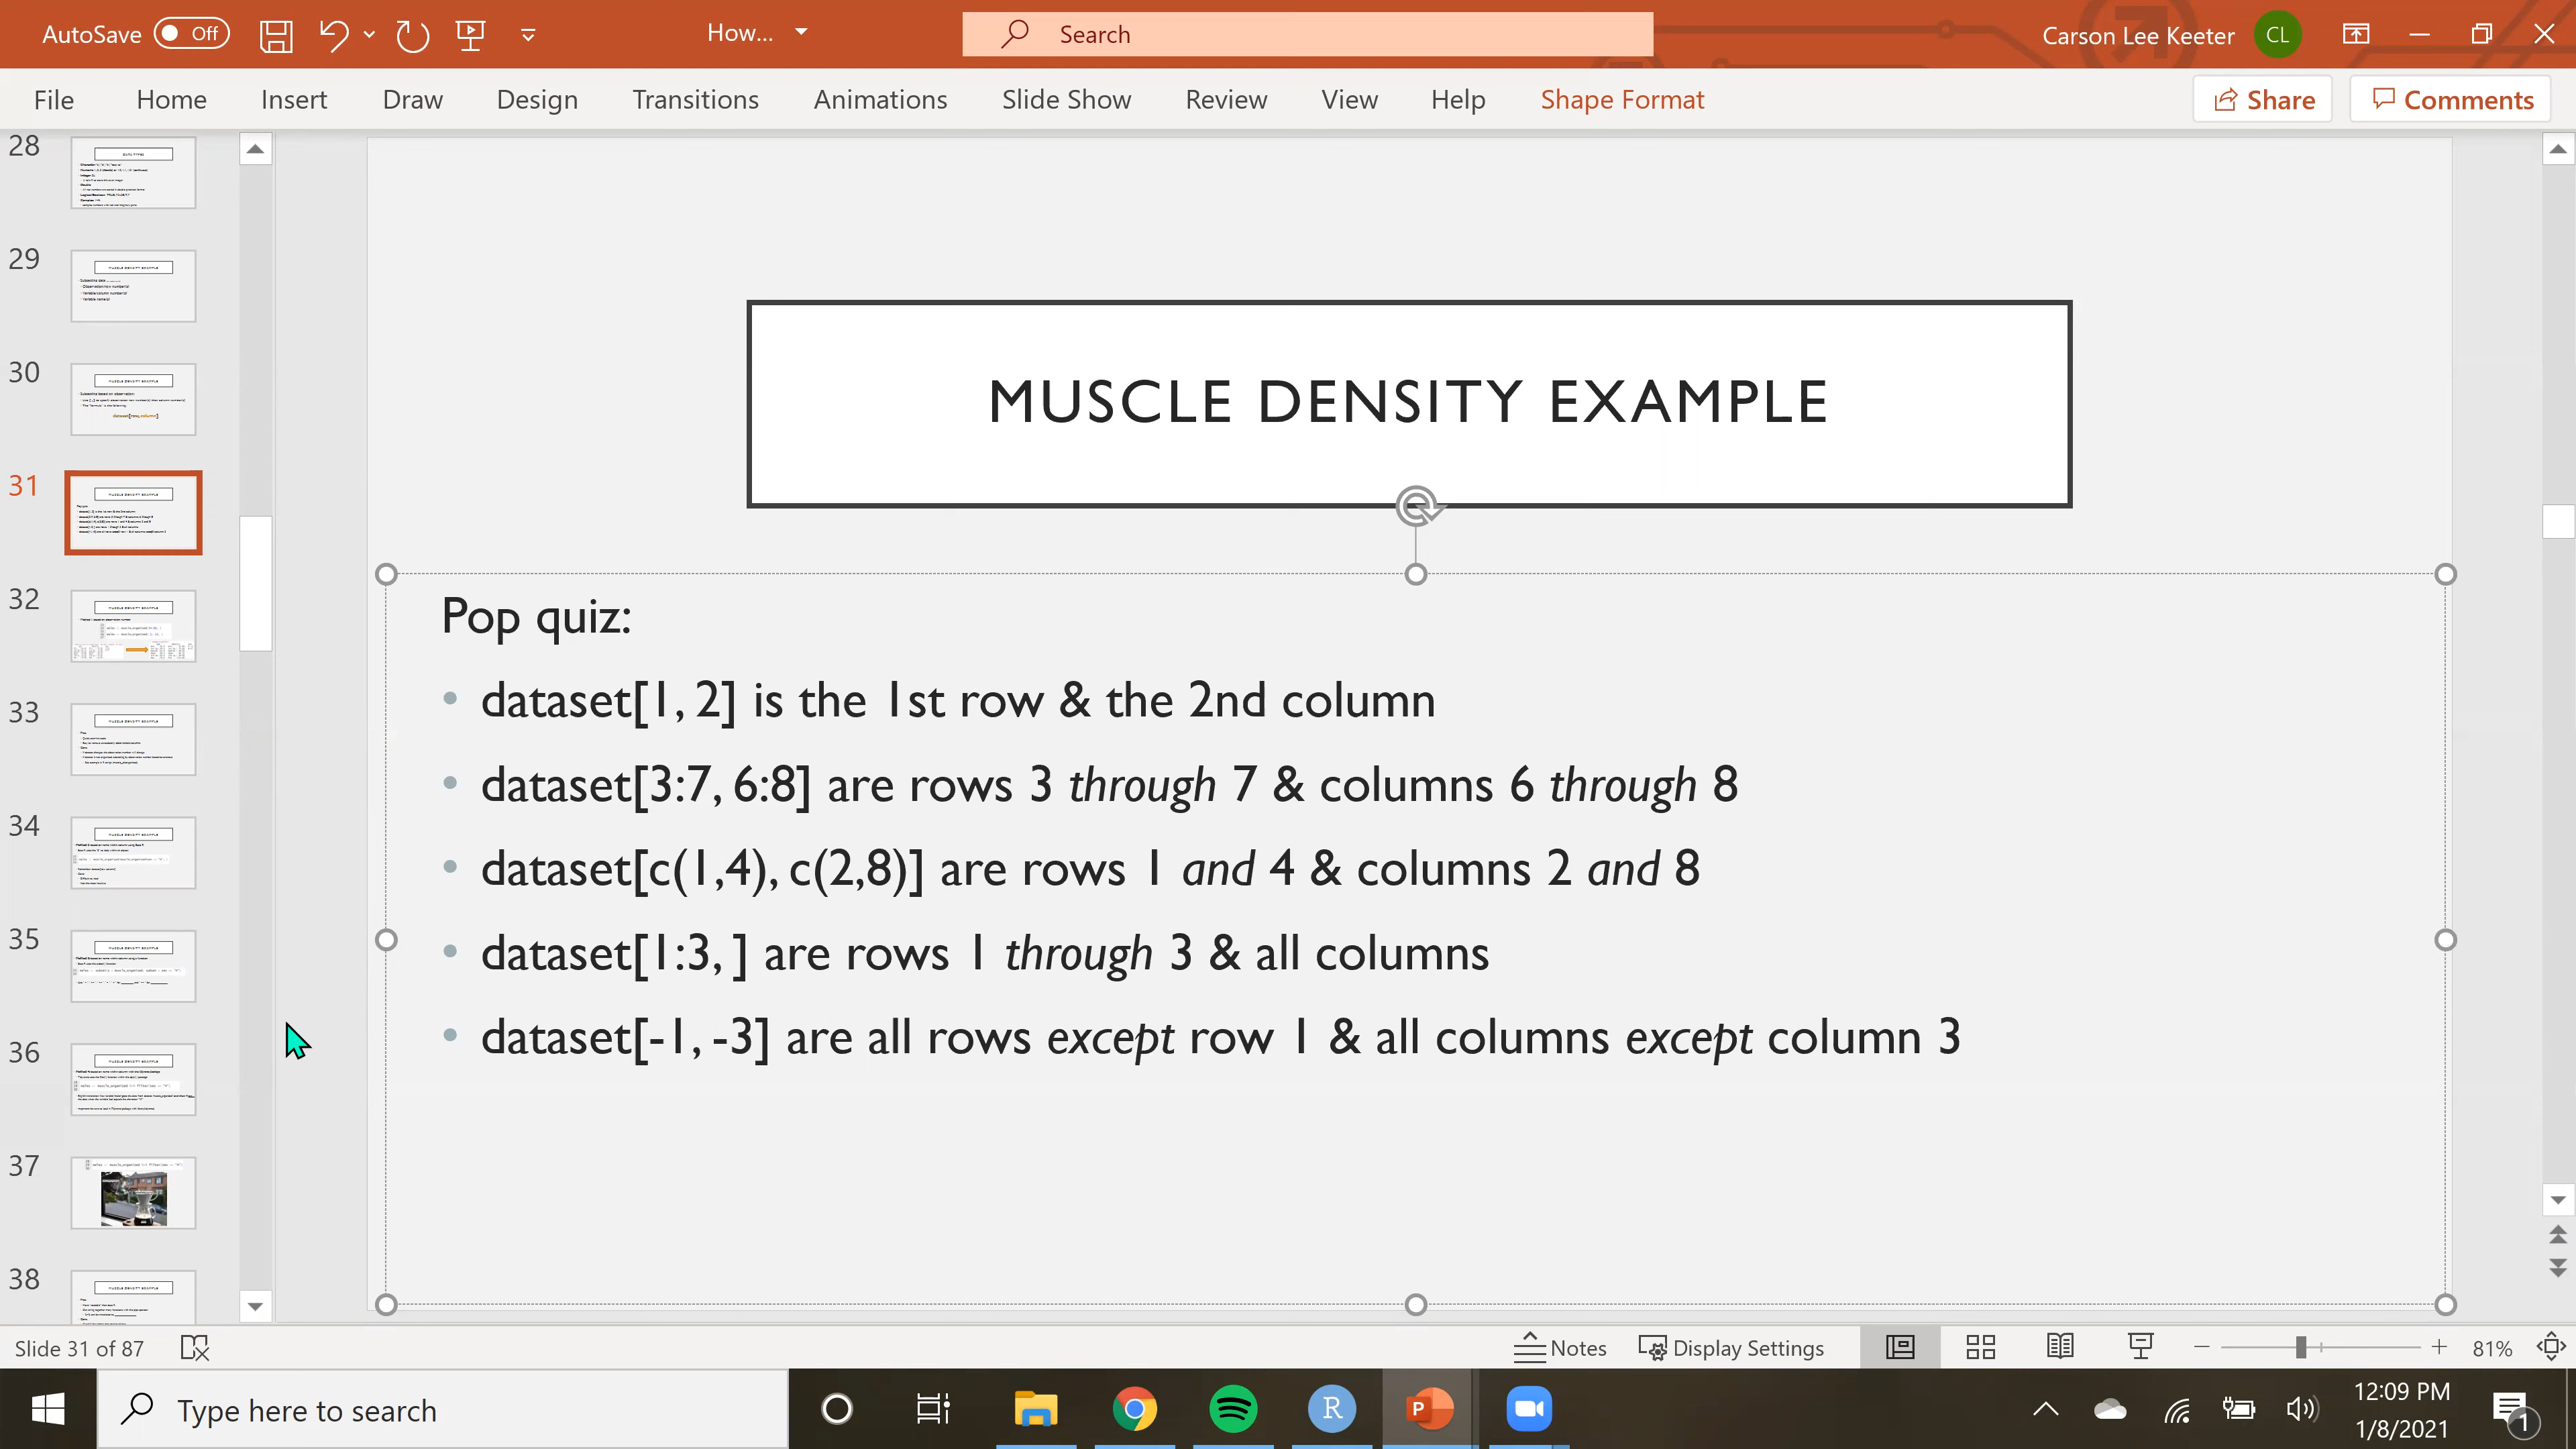 AutoSave Off
How...
Search
Carson Lee Keeter
CL
File Home Insert Draw Design Transitions Animations Slide Show Review View Help Shape Format
Share
Comments
28
29
30
31
32
33
34
35
36
37
38
MUSCLE DENSITY EXAMPLE
Pop quiz:
• dataset[1, 2] is the 1st row & the 2nd column
• dataset[3:7, 6:8] are rows 3 through 7 & columns 6 through 8
• dataset[c(1,4), c(2,8)] are rows 1 and 4 & columns 2 and 8
• dataset[1:3, ] are rows 1 through 3 & all columns
• dataset[-1, -3] are all rows except row 1 & all columns except column 3
Slide 31 of 87
Notes
Display Settings
81%
Type here to search
R
P
12:09 PM
1/8/2021
1